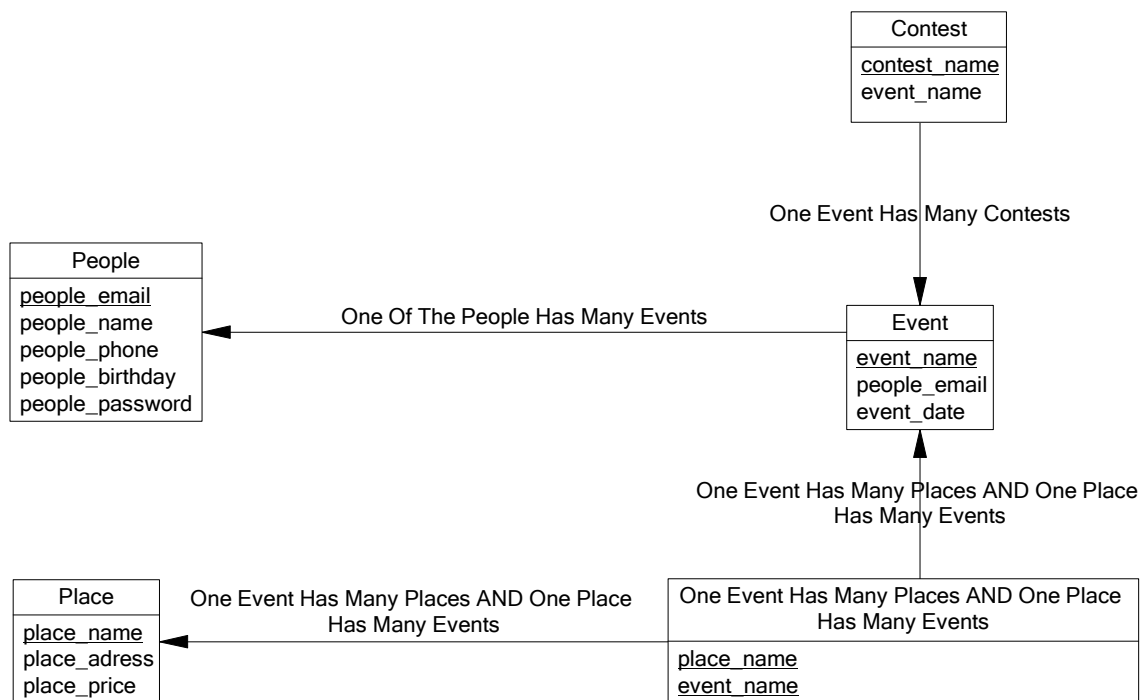 Contest
contest_name
event_name
One Event Has Many Contests
People
people_email
people_name
people_phone
people_birthday
people_password
One Of The People Has Many Events
Event
event_name
people_email
event_date
One Event Has Many Places AND One Place
Has Many Events
Place
place_name
place_adress
place_price
One Event Has Many Places AND One Place
Has Many Events
One Event Has Many Places AND One Place
Has Many Events
place_name
event_name